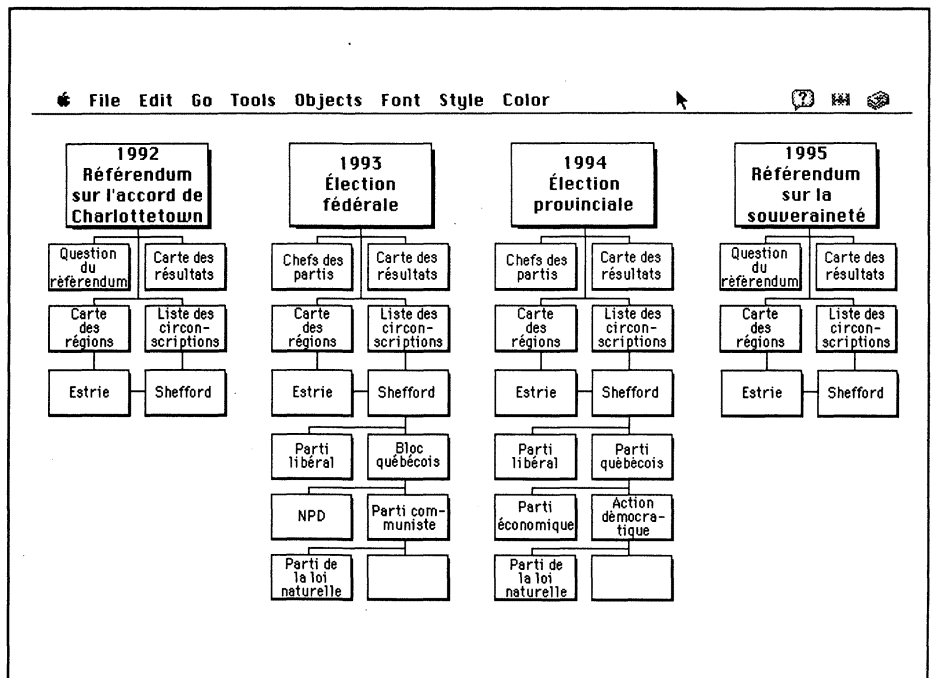 File Edit Go Tools Objects Font Style Color
1992
Référendum
sur l'accord de
Charlottetown
1993
Élection
fédérale
1994
Élection
provinciale
1995
Référendum
sur la
souveraineté
Question
du
rèfèrendum
Carte des
résultats
Chefs des
partis
Carte des
résultats
Chefs des
partis
Carte des
résultats
Question
du
rèfèrendum
Carte des
résultats
Carte
des
régions
Liste des
circon-
scriptions
Carte
des
régions
Liste des
circon-
scriptions
Carte
des
régions
Liste des
circon-
scriptions
Carte
des
régions
Liste des
circon-
scriptions
Estrie
Shefford
Estrie
Shefford
Estrie
Shefford
Estrie
Shefford
Parti
libéral
Bloc
québécois
Parti
libéral
Parti
quèbècois
NPD
Parti com-
muniste
Parti
économique
Action
dèmocra-
tique
Parti de
la loi
naturelle
Parti de
la loi
naturelle